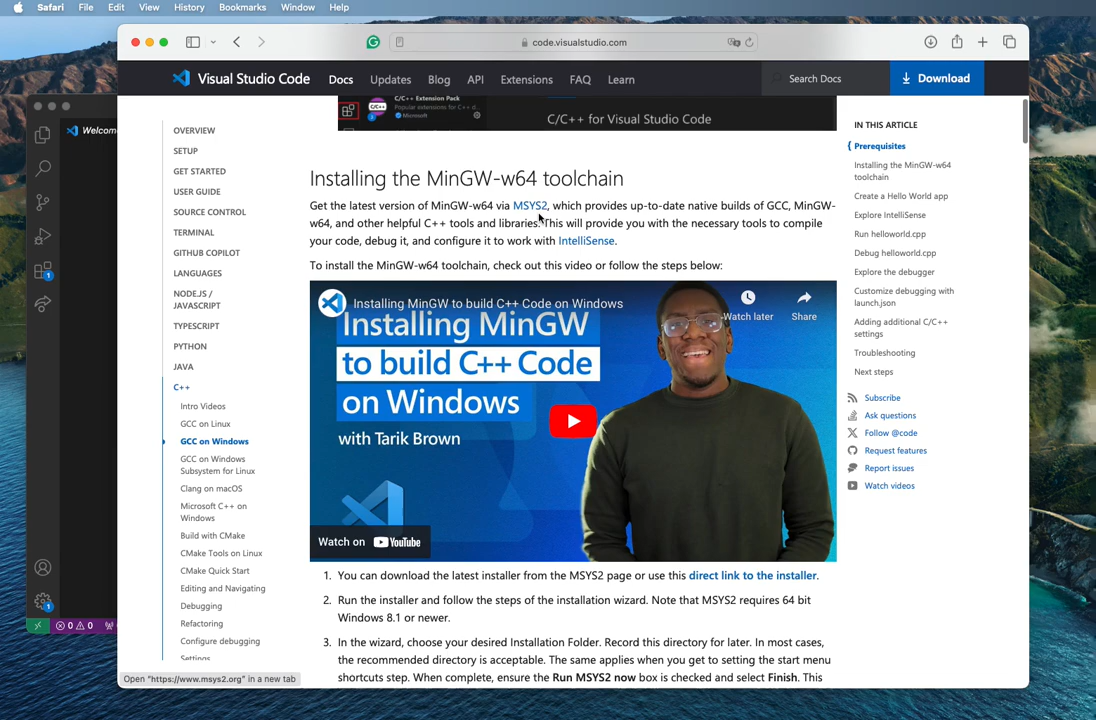 Safari File Edit View History Bookmarks Window Help
code.visualstudio.com
Visual Studio Code Docs Updates Blog API Extensions FAQ Learn Search Docs Download
Welcom
OVERVIEW
SETUP
GET STARTED
USER GUIDE
SOURCE CONTROL
TERMINAL
GITHUB COPILOT
LANGUAGES
NODE.JS /
JAVASCRIPT
TYPESCRIPT
PYTHON
JAVA
C++
Intro Videos
GCC on Linux
GCC on Windows
GCC on Windows
Subsystem for Linux
Clang on macOS
Microsoft C++ on
Windows
Build with CMake
CMake Tools on Linux
CMake Quick Start
Editing and Navigating
Debugging
Refactoring
Configure debugging
Settings
C/C++ Extension Pack
Popular extensions for C++ d...
Microsoft
C/C++ for Visual Studio Code
Installing the MinGW-w64 toolchain
Get the latest version of MinGW-w64 via MSYS2, which provides up-to-date native builds of GCC, MinGW-
w64, and other helpful C++ tools and libraries. This will provide you with the necessary tools to compile
your code, debug it, and configure it to work with IntelliSense.
To install the MinGW-w64 toolchain, check out this video or follow the steps below:
Installing MinGW to build C++ Code on Windows
Watch later
Share
Installing MinGW
to build C++ Code
on Windows
with Tarik Brown
Watch on YouTube
1. You can download the latest installer from the MSYS2 page or use this direct link to the installer.
2. Run the installer and follow the steps of the installation wizard. Note that MSYS2 requires 64 bit
Windows 8.1 or newer.
3. In the wizard, choose your desired Installation Folder. Record this directory for later. In most cases,
the recommended directory is acceptable. The same applies when you get to setting the start menu
shortcuts step. When complete, ensure the Run MSYS2 now box is checked and select Finish. This
IN THIS ARTICLE
Prerequisites
Installing the MinGW-w64
toolchain
Create a Hello World app
Explore IntelliSense
Run helloworld.cpp
Debug helloworld.cpp
Explore the debugger
Customize debugging with
launch.json
Adding additional C/C++
settings
Troubleshooting
Next steps
Subscribe
Ask questions
Follow @code
Request features
Report issues
Watch videos
1
1
0 0 0
Open "https://www.msys2.org" in a new tab